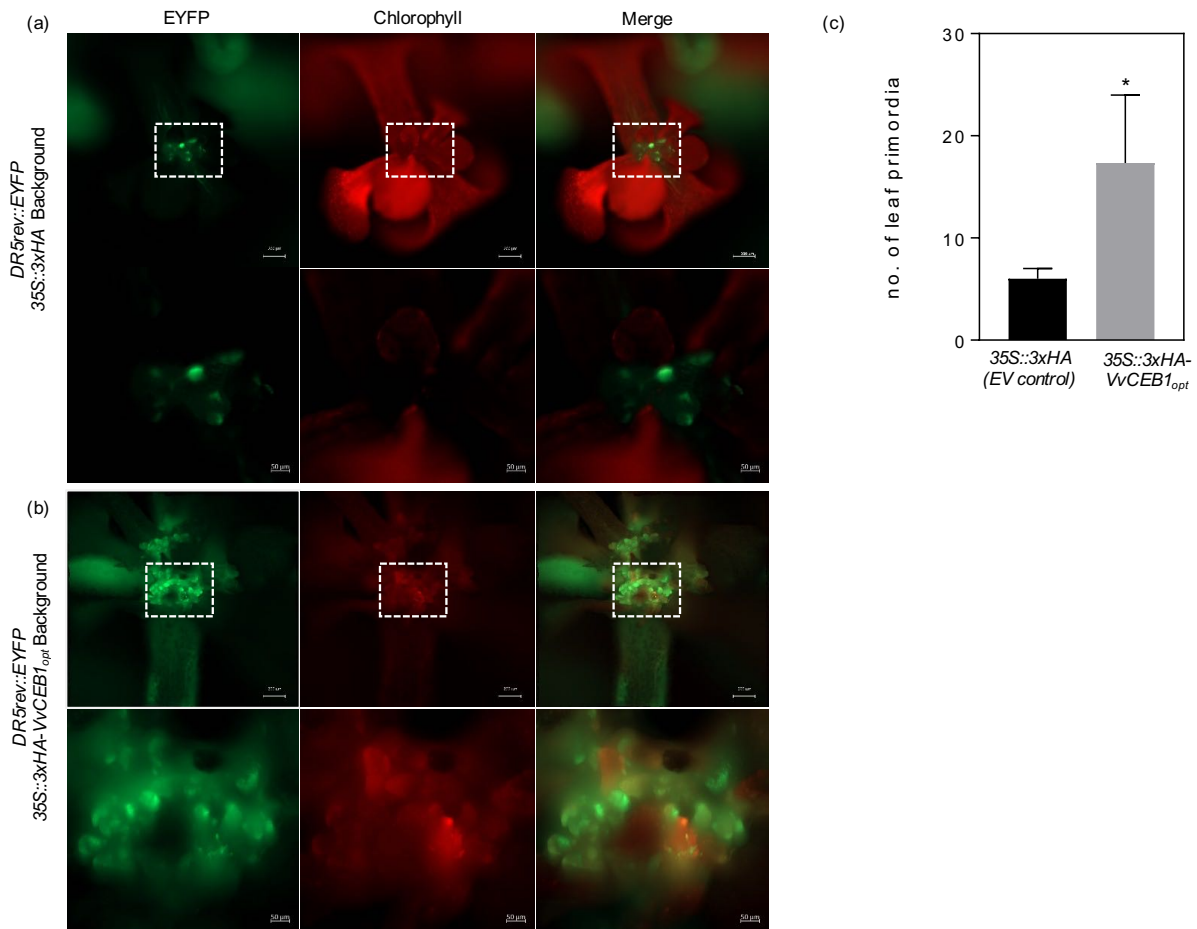 (a)
EYFP
Chlorophyll
Merge
DR5rev::EYFP
35S::3xHA Background
50 µm
50 µm
50 µm
(b)
DR5rev::EYFP
35S::3xHA-VvCEB1opt Background
50 µm
50 µm
50 µm
(c)
no. of leaf primordia
30
20
10
0
*
35S::3xHA
(EV control)
35S::3xHA-
VvCEB1opt